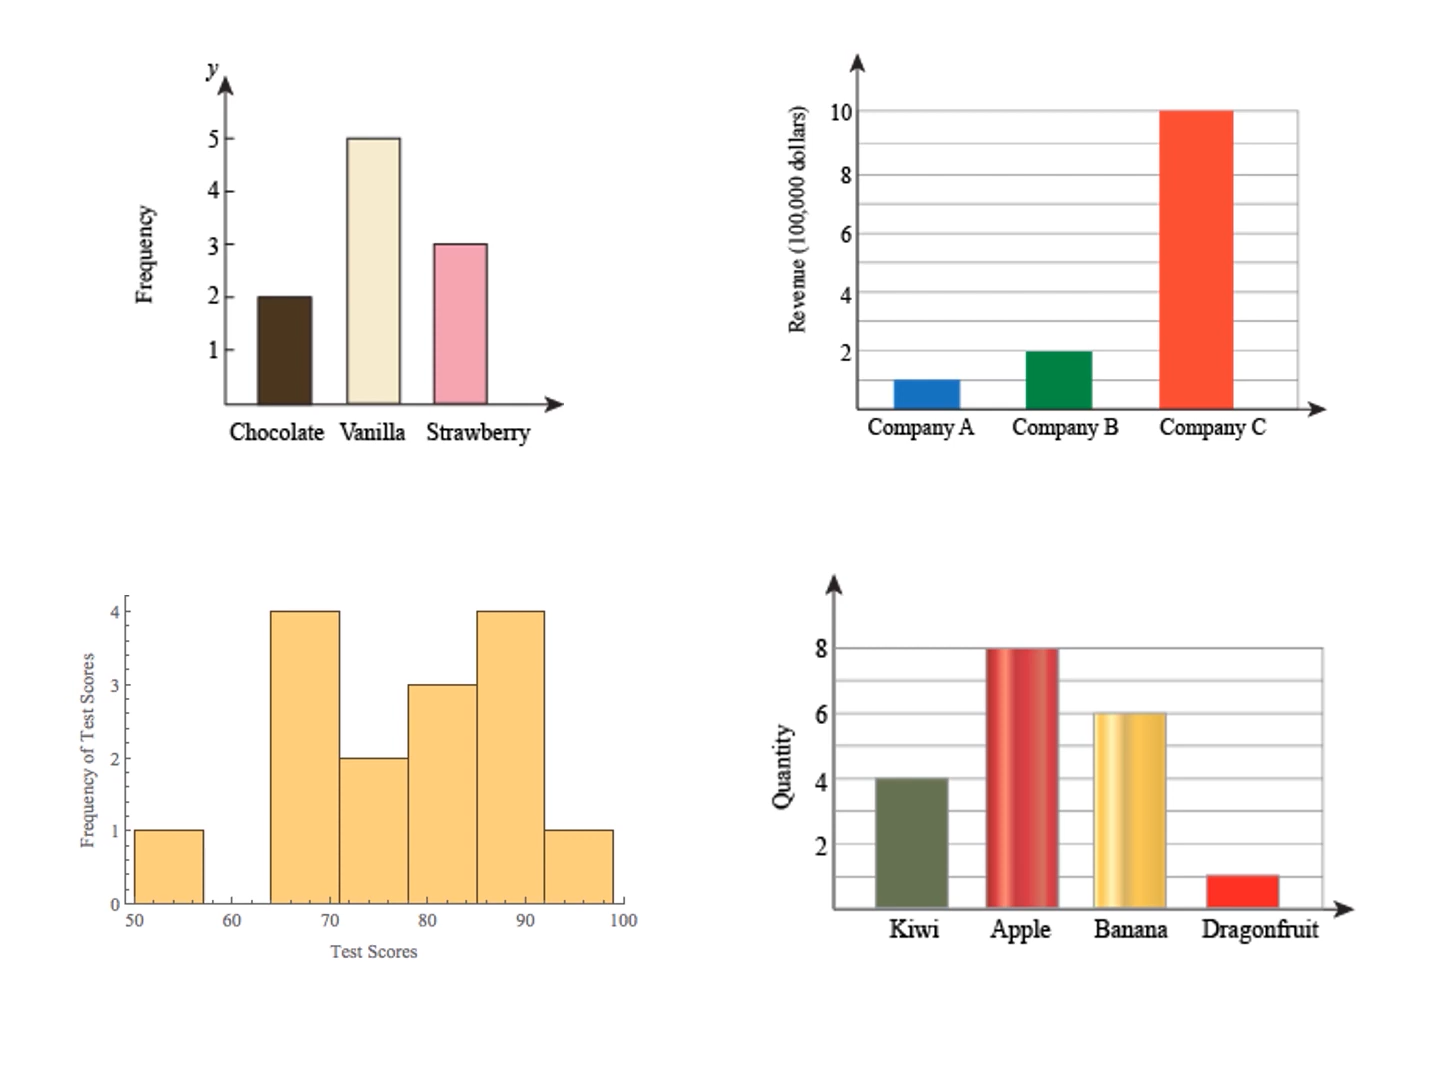 y
5
4
3
2
1
Frequency
Chocolate Vanilla Strawberry
10
8
6
4
2
Revenue (100,000 dollars)
Company A Company B Company C
4
3
2
1
0
Frequency of Test Scores
50 60 70 80 90 100
Test Scores
8
6
4
2
Quantity
Kiwi Apple Banana Dragonfruit